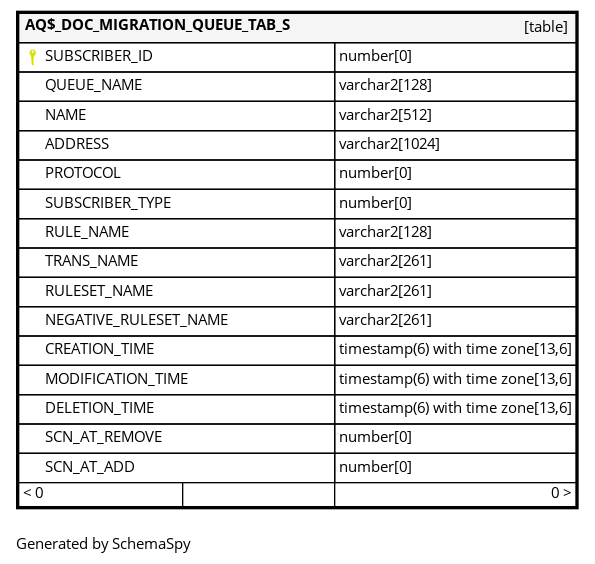 AQ$_DOC_MIGRATION_QUEUE_TAB_S [table]
SUBSCRIBER_ID number[0]
QUEUE_NAME varchar2[128]
NAME varchar2[512]
ADDRESS varchar2[1024]
PROTOCOL number[0]
SUBSCRIBER_TYPE number[0]
RULE_NAME varchar2[128]
TRANS_NAME varchar2[261]
RULESET_NAME varchar2[261]
NEGATIVE_RULESET_NAME varchar2[261]
CREATION_TIME timestamp(6) with time zone[13,6]
MODIFICATION_TIME timestamp(6) with time zone[13,6]
DELETION_TIME timestamp(6) with time zone[13,6]
SCN_AT_REMOVE number[0]
SCN_AT_ADD number[0]
< 0 0 >
Generated by SchemaSpy